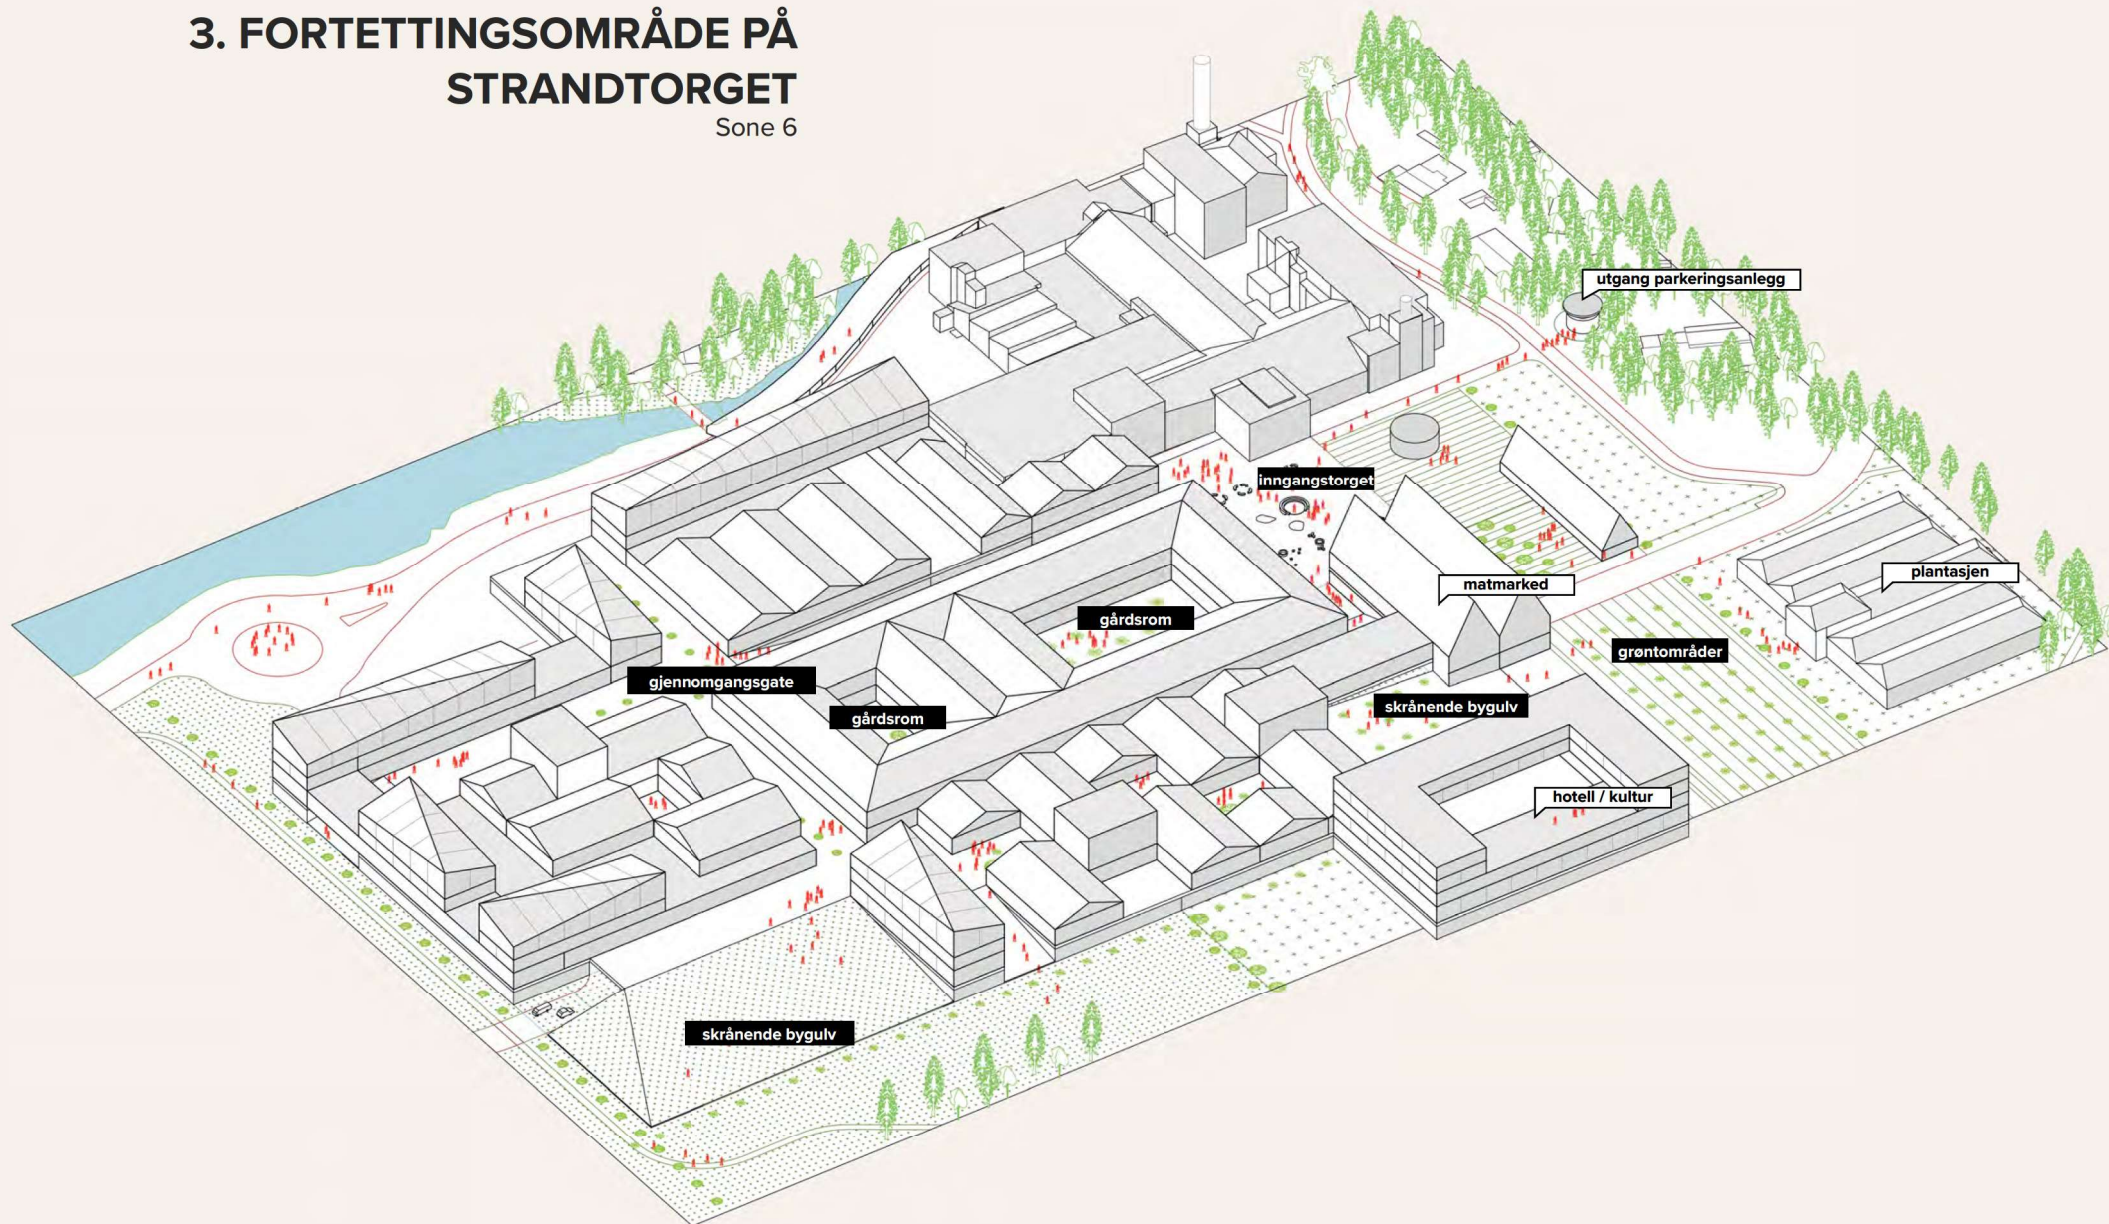 3. FORTETTINGSOMRÅDE PÅ
STRANDTORGET
Sone 6
utgang parkeringsanlegg
inngangstorget
matmarked
plantasjen
gårdsrom
grøntområder
gjennomgangsgate
skrånende bygulv
gårdsrom
hotell / kultur
skrånende bygulv